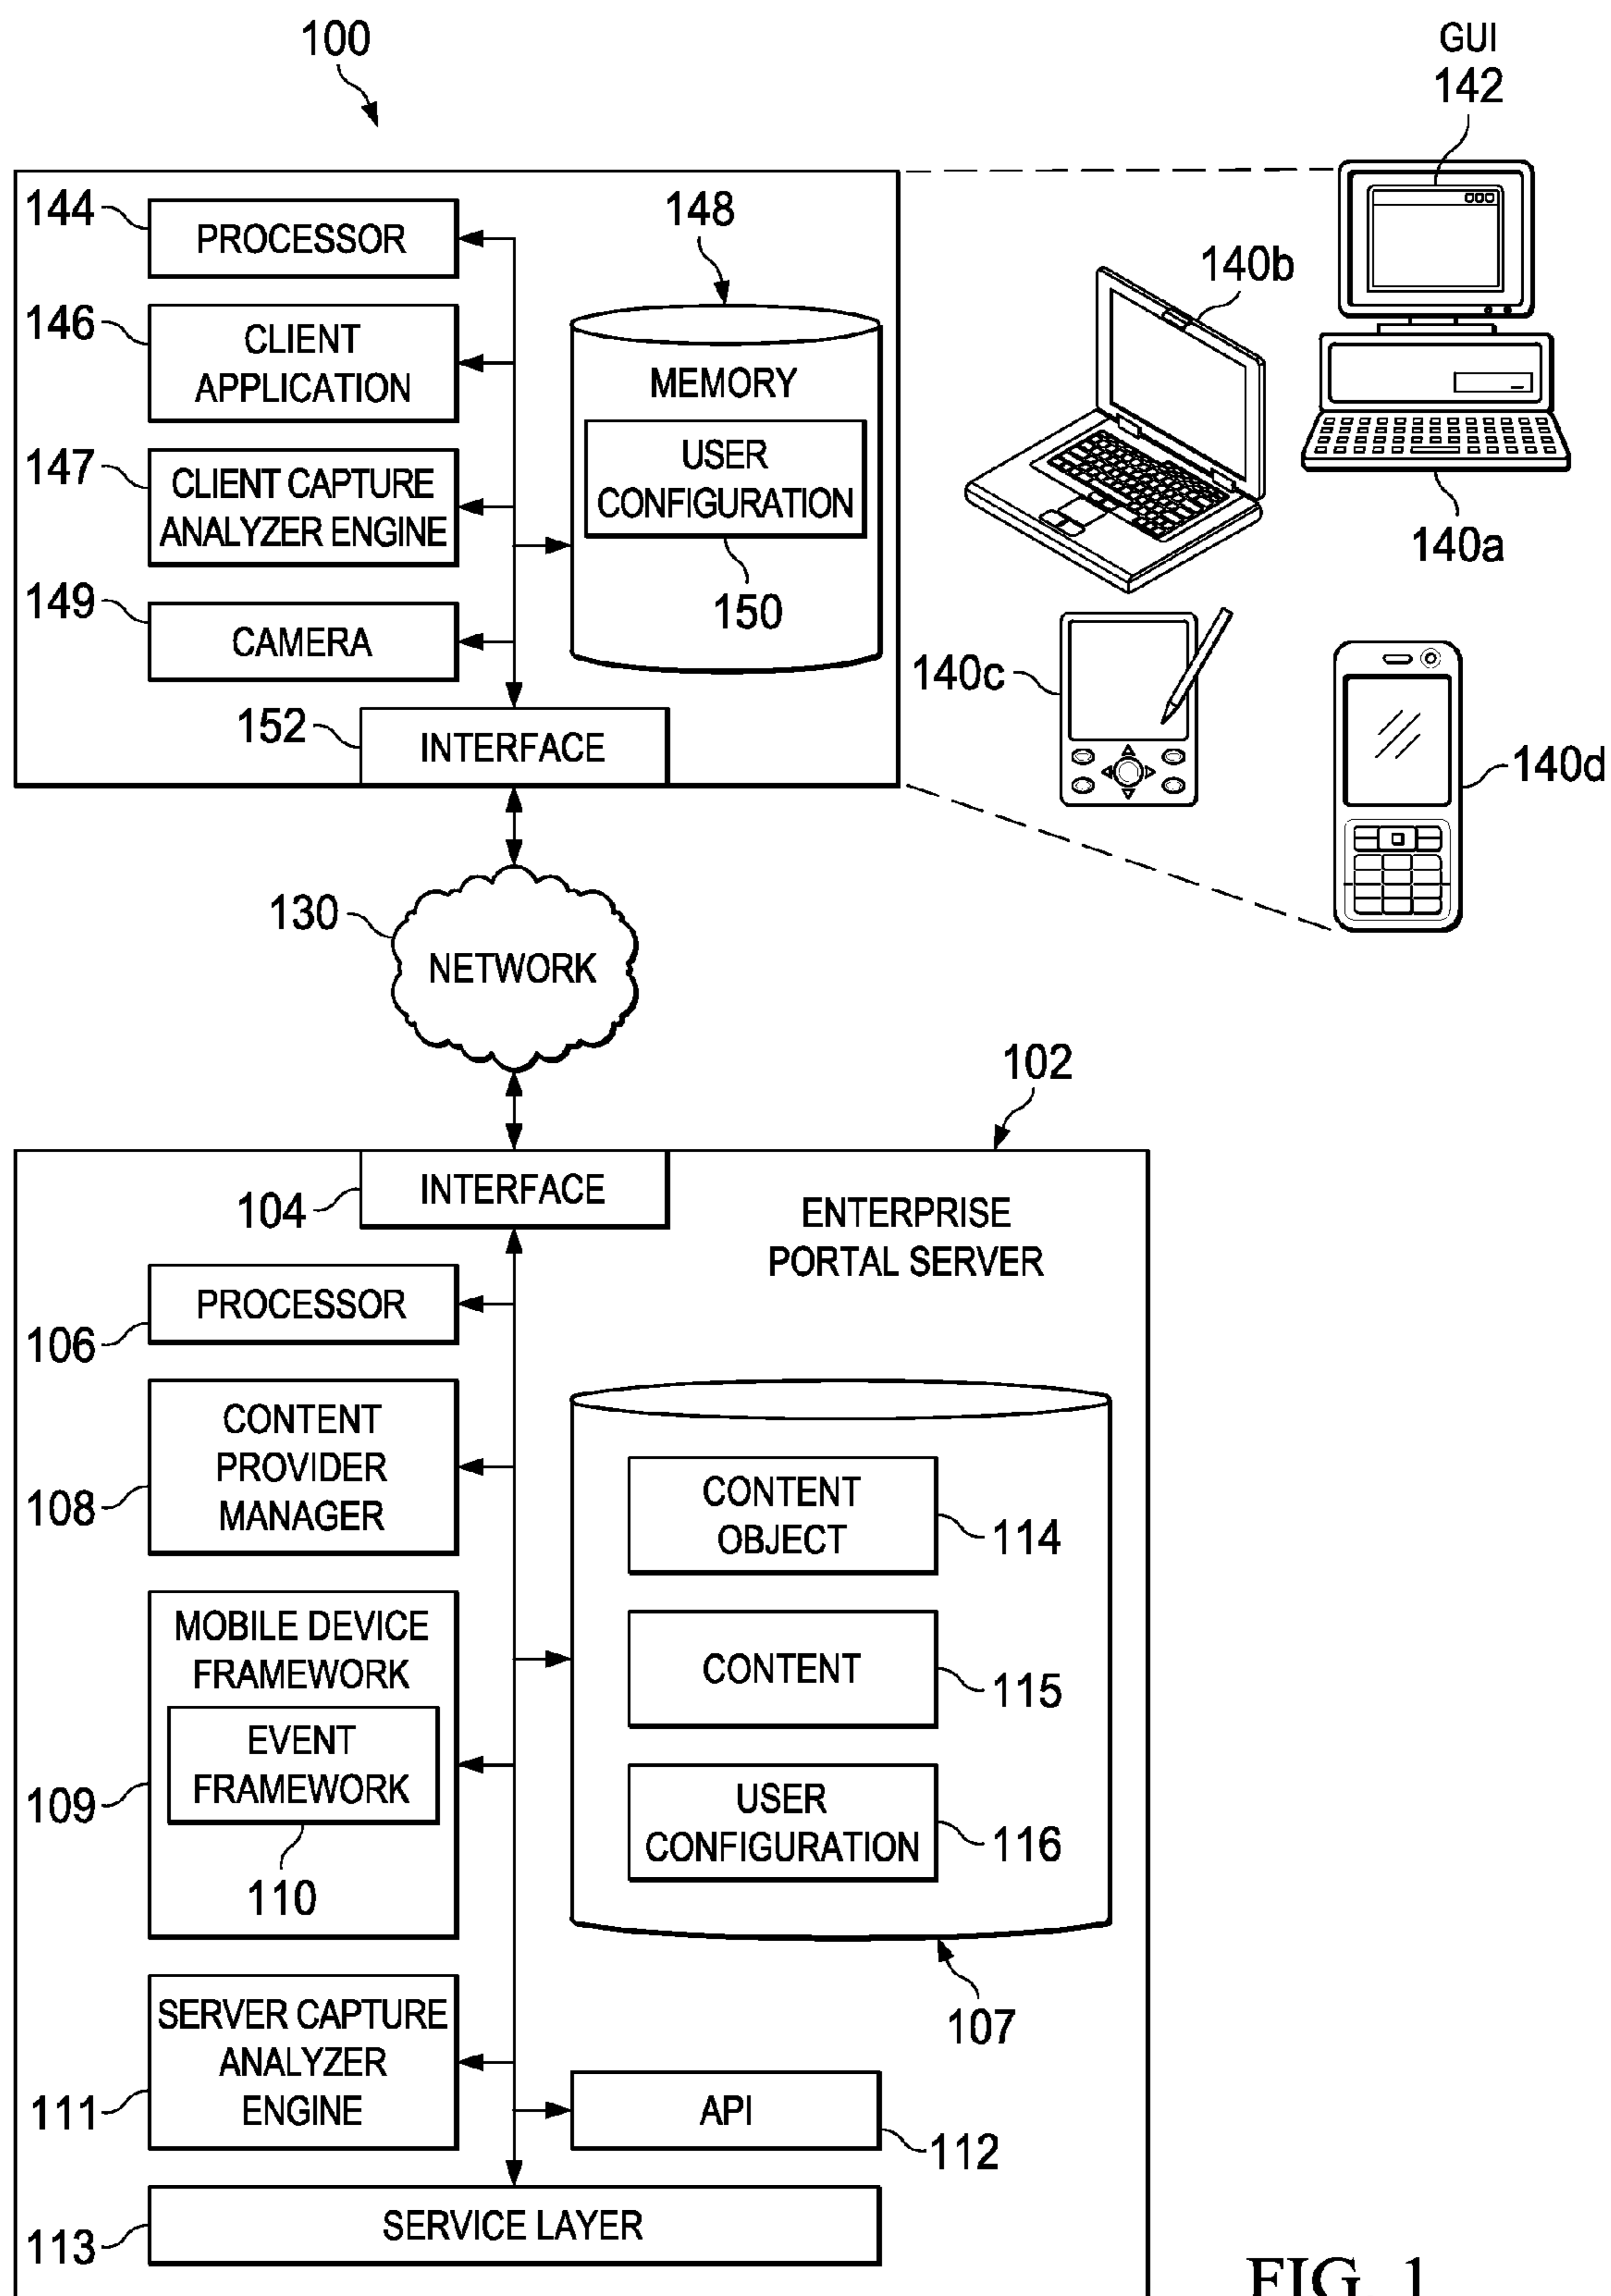 100
GUI
142
144
PROCESSOR
148
146
CLIENT
APPLICATION
MEMORY
147
CLIENT CAPTURE
ANALYZER ENGINE
USER
CONFIGURATION
150
149
CAMERA
152
INTERFACE
140b
140a
140c
140d
130
NETWORK
102
104
INTERFACE
ENTERPRISE
PORTAL SERVER
106
PROCESSOR
108
CONTENT
PROVIDER
MANAGER
CONTENT
OBJECT
114
109
MOBILE DEVICE
FRAMEWORK
EVENT
FRAMEWORK
110
CONTENT
115
USER
CONFIGURATION
116
107
111
SERVER CAPTURE
ANALYZER
ENGINE
API
112
113
SERVICE LAYER
FIG. 1